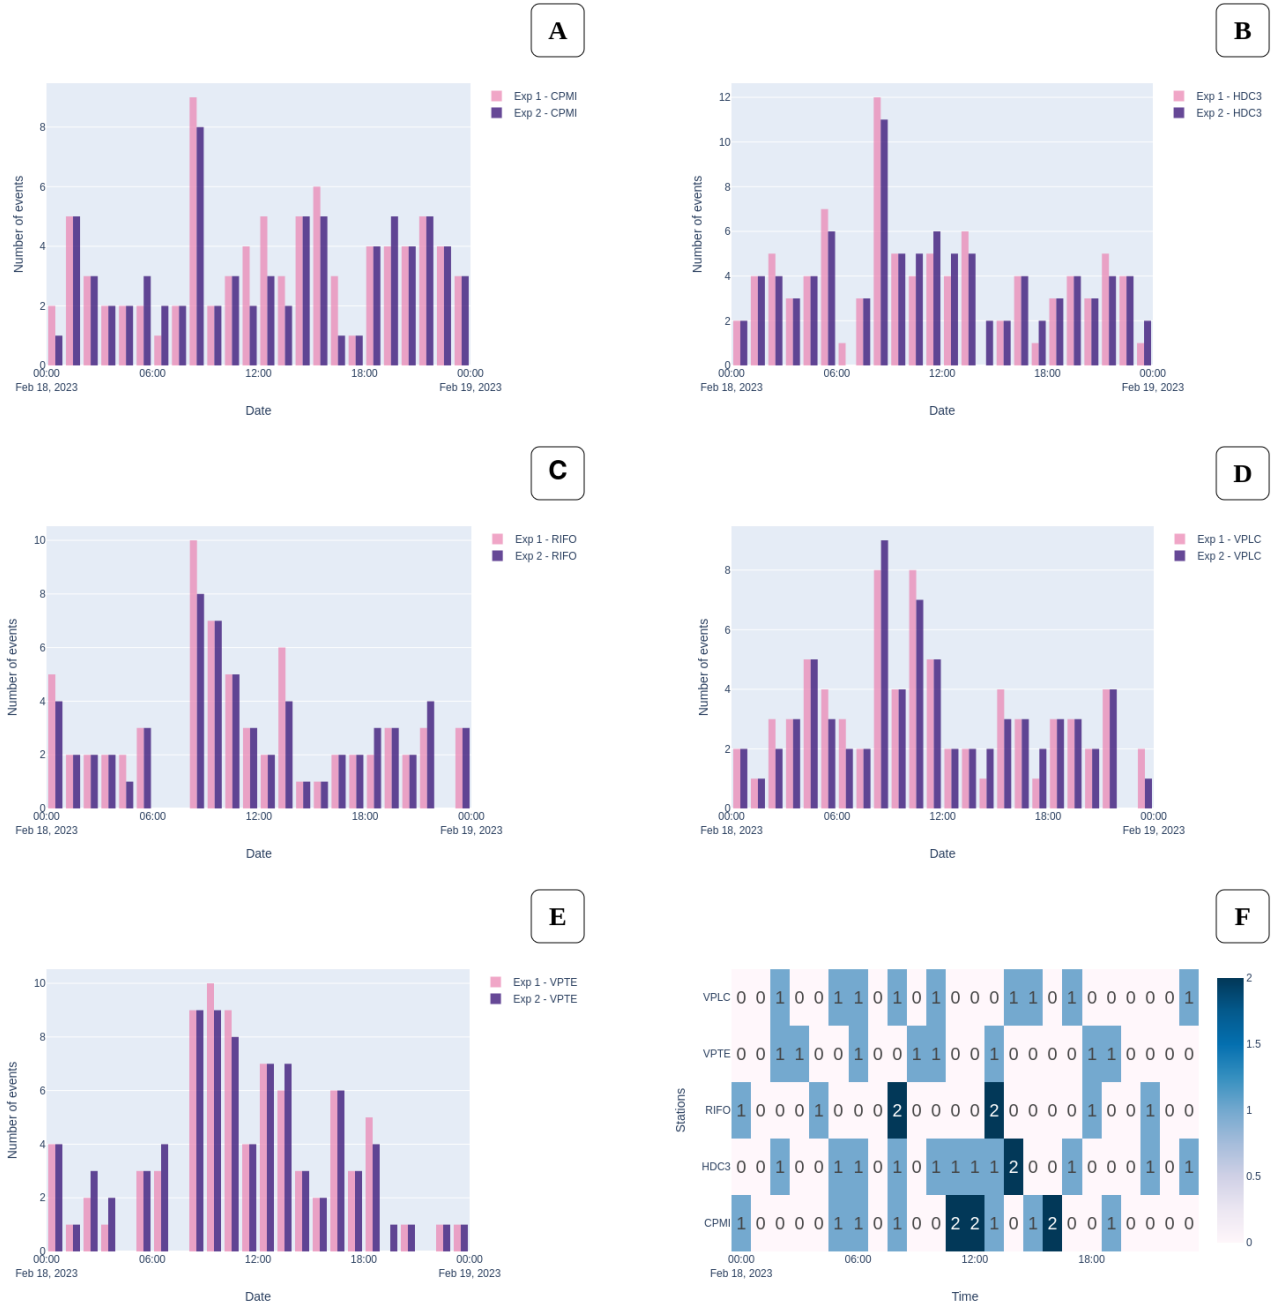 A
Exp 1 - CPMI
Exp 2 - CPMI
Number of events
8
6
4
2
0
00:00
06:00
12:00
18:00
00:00
Feb 18, 2023
Feb 19, 2023
Date
B
Exp 1 - HDC3
Exp 2 - HDC3
Number of events
12
10
8
6
4
2
0
00:00
06:00
12:00
18:00
00:00
Feb 18, 2023
Feb 19, 2023
Date
C
Exp 1 - RIFO
Exp 2 - RIFO
Number of events
10
8
6
4
2
0
00:00
06:00
12:00
18:00
00:00
Feb 18, 2023
Feb 19, 2023
Date
D
Exp 1 - VPLC
Exp 2 - VPLC
Number of events
8
6
4
2
0
00:00
06:00
12:00
18:00
00:00
Feb 18, 2023
Feb 19, 2023
Date
E
Exp 1 - VPTE
Exp 2 - VPTE
Number of events
10
8
6
4
2
0
00:00
06:00
12:00
18:00
00:00
Feb 18, 2023
Feb 19, 2023
Date
F
Stations
VPLC 0 0 1 0 0 1 1 0 1 0 1 0 0 0 1 1 0 1 0 0 0 0 0 1
VPTE 0 0 1 1 0 0 1 0 0 1 1 0 0 1 0 0 0 0 1 1 0 0 0 0
RIFO 1 0 0 0 1 0 0 0 2 0 0 0 0 2 0 0 0 0 1 0 0 1 0 0
HDC3 0 0 1 0 0 1 1 0 1 0 1 1 1 1 2 0 0 1 0 0 0 1 0 1
CPMI 1 0 0 0 0 1 1 0 1 0 0 2 2 1 0 1 2 0 0 1 0 0 0 0
00:00
06:00
12:00
18:00
Feb 18, 2023
Time
2
1.5
1
0.5
0